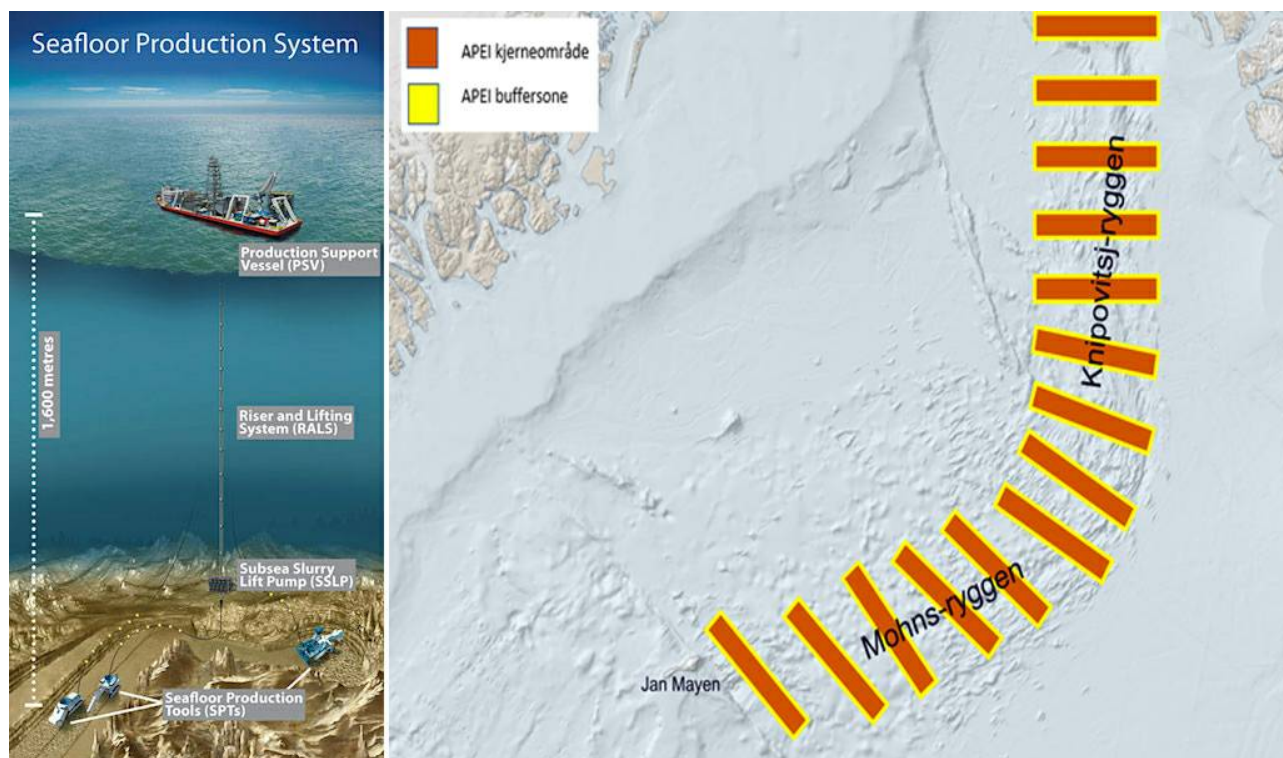 Seafloor Production System
Production Support
Vessel (PSV)
1,600 metres
Riser and Lifting
System (RALS)
Subsea Slurry
Lift Pump (SSLP)
Seafloor Production
Tools (SPTs)
APEI kjerneområde
APEI buffersone
Knipovitsj-ryggen
Mohns-ryggen
Jan Mayen